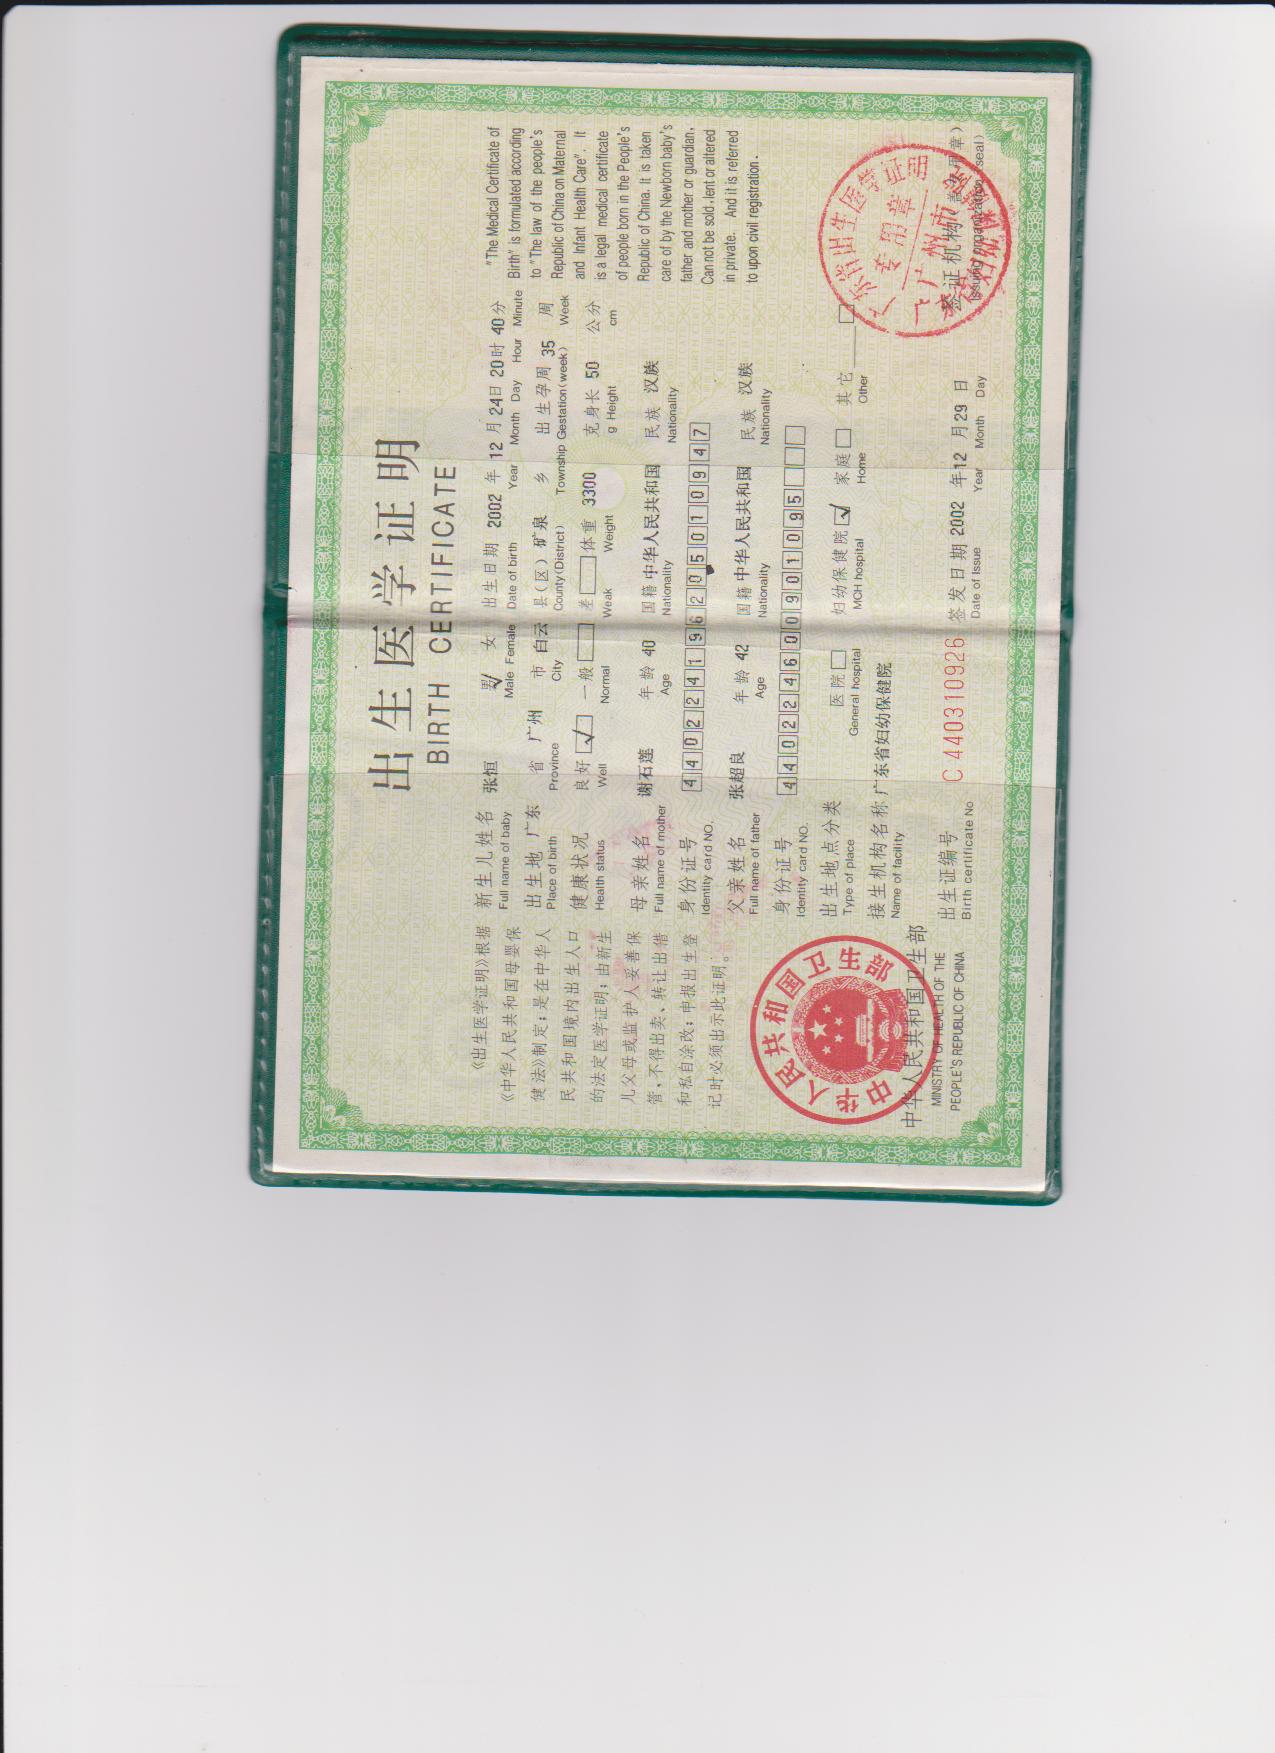 出生医学证明
BIRTH CERTIFICATE
《出生医学证明》根据
《中华人民共和国母婴保
健法》制定；是在中华人
民共和国境内出生人口
的法定医学证明；由新生
儿父母或监护人妥善保
管，不得出卖、转让出借
和私自涂改；申报出生登
记时必须出示此证明。
中华人民共和国卫生部
中华人民共和国卫生部
MINISTRY OF HEALTH OF THE
PEOPLE'S REPUBLIC OF CHINA
新生儿姓名 张恒 男 女 出生日期 2002 年 12 月 24日 20时 40分
Full name of baby Male Female Date of birth Year Month Day Hour Minute
出生地 广东 省 广州 市 白云 县(区) 矿泉 乡 出生孕周 35 周
Place of birth Province City County(District) Township Gestation(week) Week
健康状况 良好 一般 差 体重 3300 克 身长 50 公分
Health status Well Normal Weak Weight g Height cm
母亲姓名 谢石莲 年龄 40 国籍 中华人民共和国 民族 汉族
Full name of mother Age Nationality Nationality
身份证号 440224196205010947
Identity card NO.
父亲姓名 张超良 年龄 42 国籍 中华人民共和国 民族 汉族
Full name of father Age Nationality Nationality
身份证号 440224600901095
Identity card NO.
出生地点分类 医院 妇幼保健院 家庭 其它
Type of place General hospital MCH hospital Home Other
接生机构名称 广东省妇幼保健院
Name of facility
出生证编号 C 440310926 签发日期 2002 年12 月29 日 签证机构(盖专用章)
Birth certificate No Date of Issue Year Month Day Issuing organization(seal)
"The Medical Certificate of
Birth" is formulated according
to "The law of the people's
Republic of China on Maternal
and Infant Health Care". It
is a legal medical certificate
of people born in the People's
Republic of China. It is taken
care of by the Newborn baby's
father and mother or guardian.
Can not be sold .lent or altered
in private. And it is referred
to upon civil registration.
广东省出生医学证明
专用章
广州市